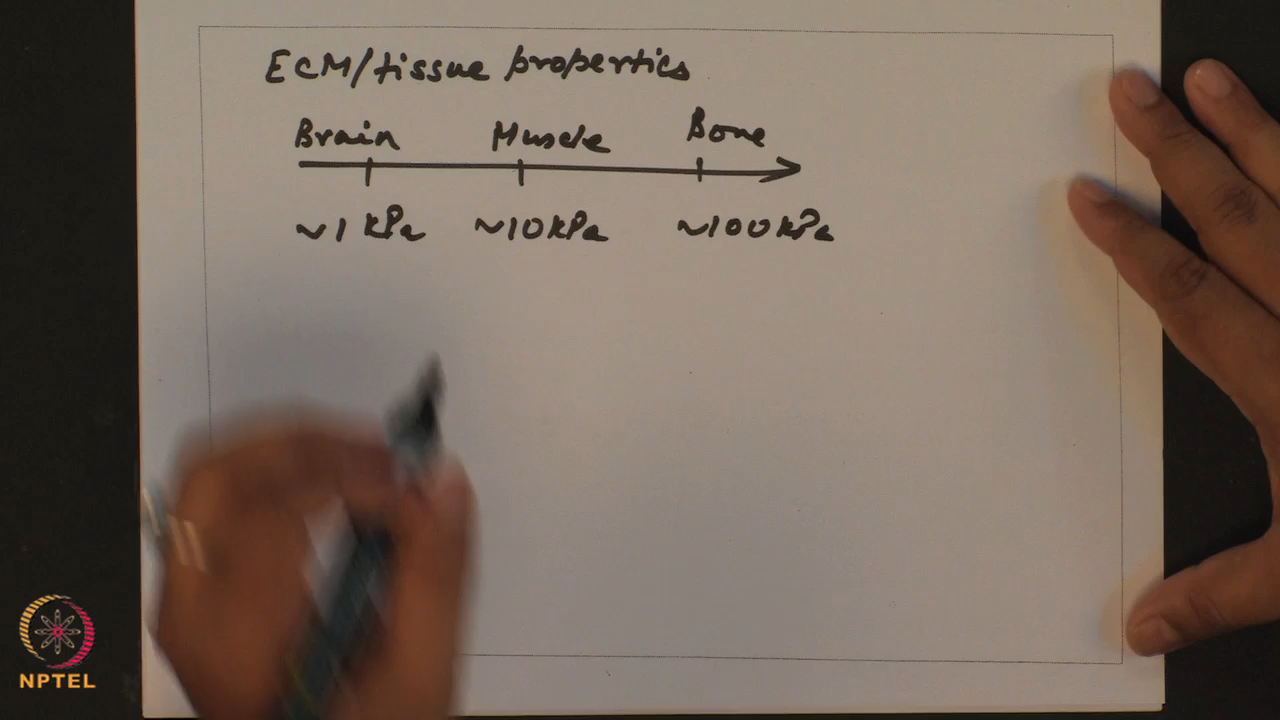 ECM/tissue properties
Brain Muscle Bone
~1 kPa ~10kPa ~100kPa
NPTEL